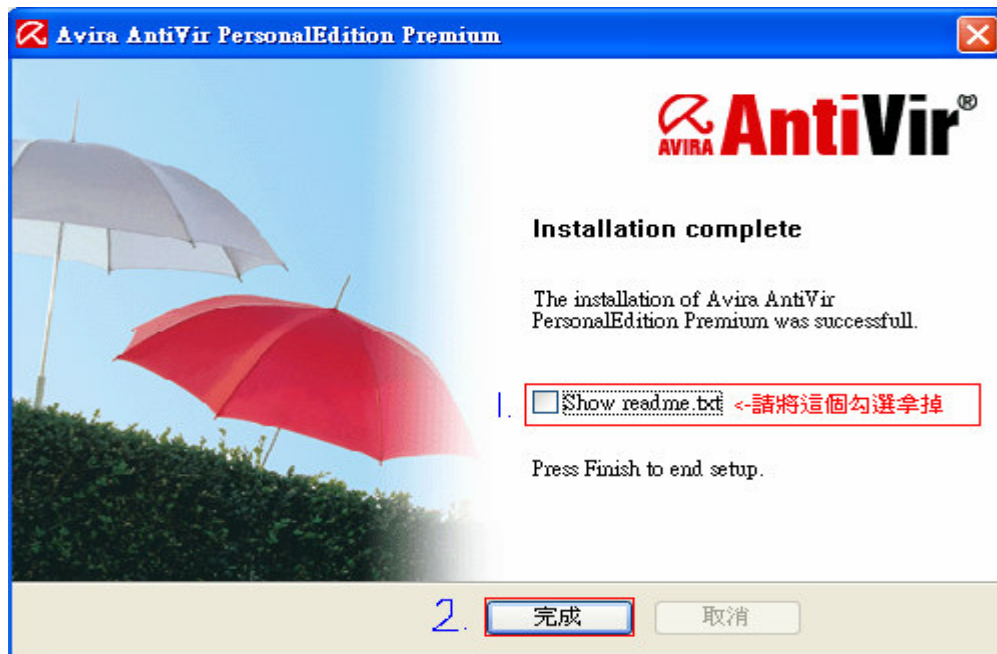 Avira AntiVir PersonalEdition Premium
AVIRA AntiVir®
Installation complete
The installation of Avira AntiVir
PersonalEdition Premium was successfull.
1. Show readme.txt <-請將這個勾選拿掉
Press Finish to end setup.
2. 完成 取消